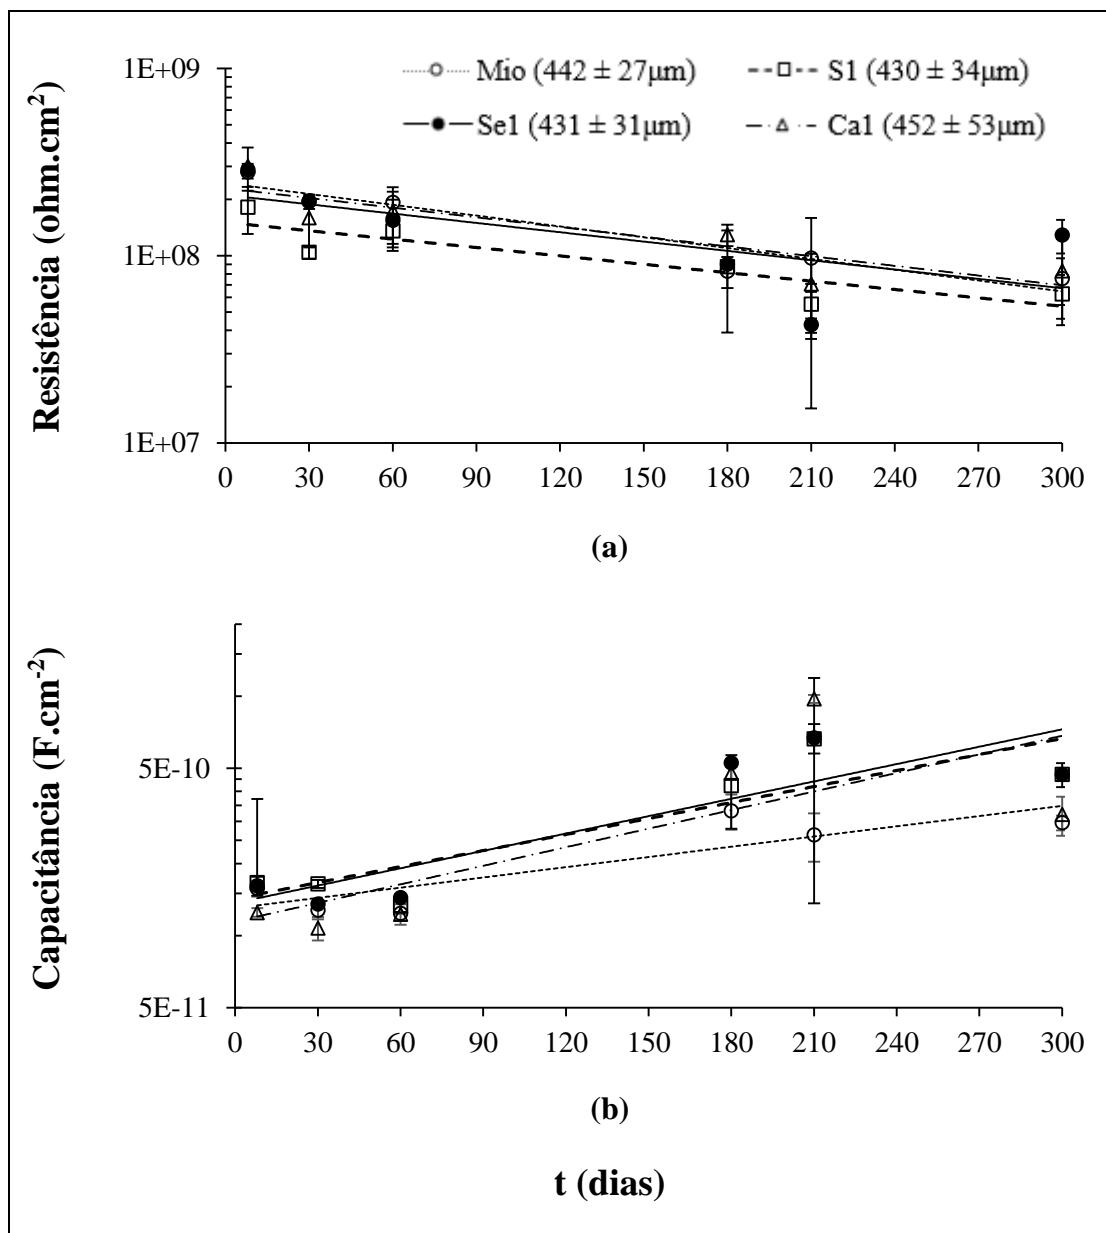 1E+09
Mio (442 ± 27μm)
S1 (430 ± 34μm)
Se1 (431 ± 31μm)
Ca1 (452 ± 53μm)
Resistência (ohm.cm²)
1E+08
1E+07
0 30 60 90 120 150 180 210 240 270 300
(a)
Capacitância (F.cm⁻²)
5E-10
5E-11
0 30 60 90 120 150 180 210 240 270 300
(b)
t (dias)